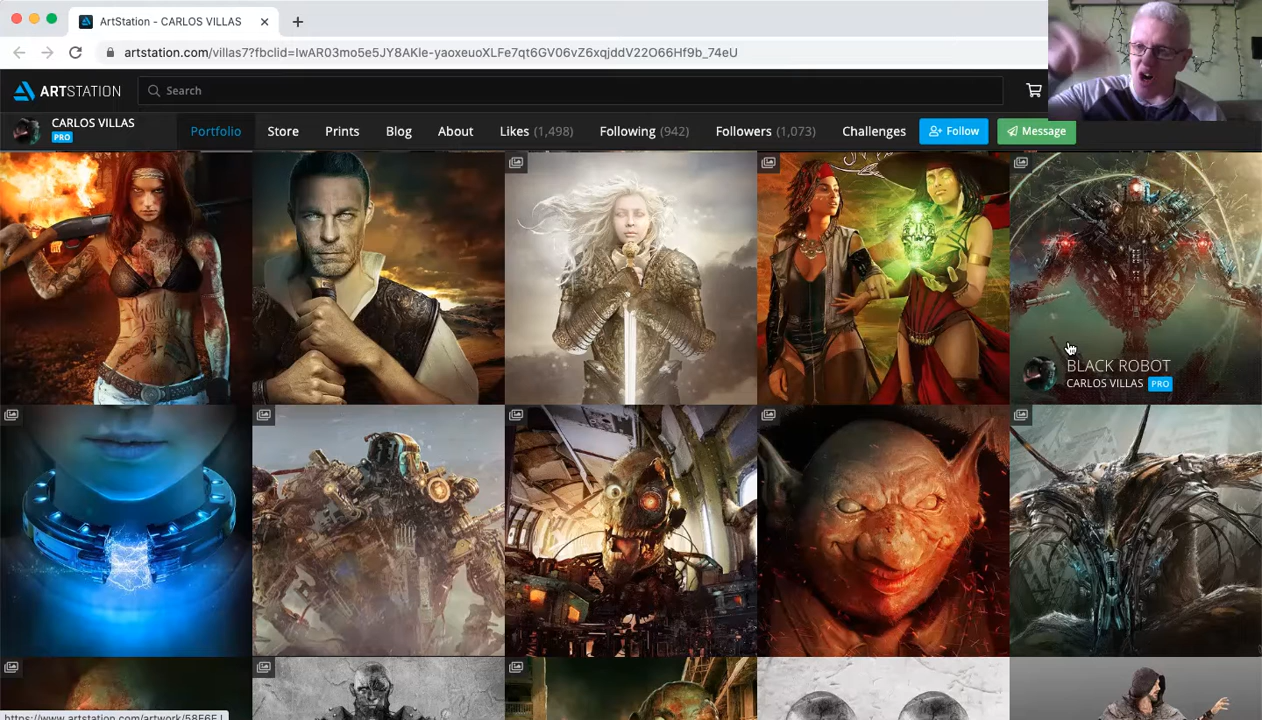 ArtStation - CARLOS VILLAS
artstation.com/villas7?fbclid=IwAR03mo5e5JY8AKle-yaoxeuoXLFe7qt6GV06vZ6xqjddV22O66Hf9b_74eU
ARTSTATION
Search
CARLOS VILLAS
PRO
Portfolio Store Prints Blog About Likes (1,498) Following (942) Followers (1,073) Challenges Follow Message
BLACK ROBOT
CARLOS VILLAS PRO